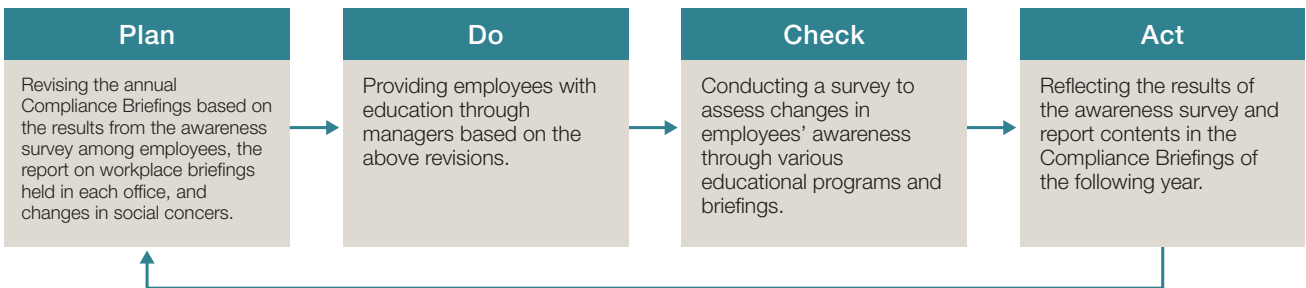 Plan
Revising the annual
Compliance Briefings based on
the results from the awareness
survey among employees, the
report on workplace briefings
held in each office, and
changes in social concers.
Do
Providing employees with
education through
managers based on the
above revisions.
Check
Conducting a survey to
assess changes in
employees’ awareness
through various
educational programs and
briefings.
Act
Reflecting the results of
the awareness survey and
report contents in the
Compliance Briefings of
the following year.